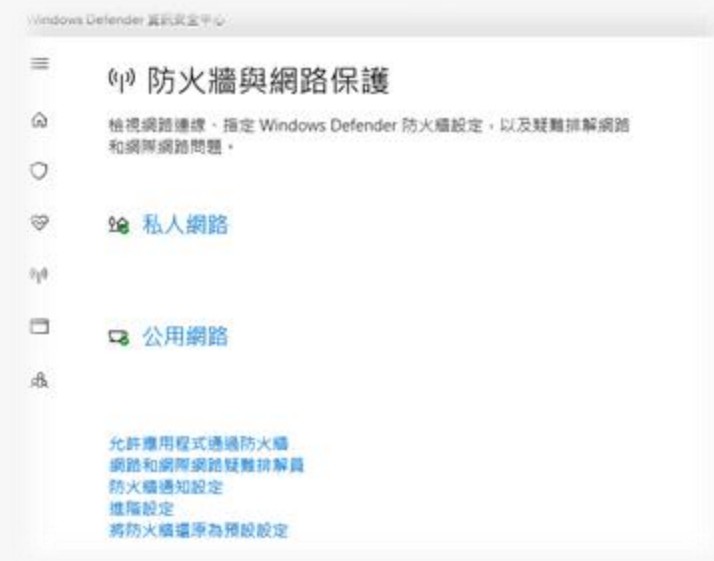 Windows Defender 資訊安全中心
防火牆與網路保護
檢視網路連線、指定 Windows Defender 防火牆設定，以及疑難排解網路
和網際網路問題。
私人網路
公用網路
允許應用程式通過防火牆
網路和網際網路疑難排解員
防火牆通知設定
進階設定
將防火牆還原為預設設定